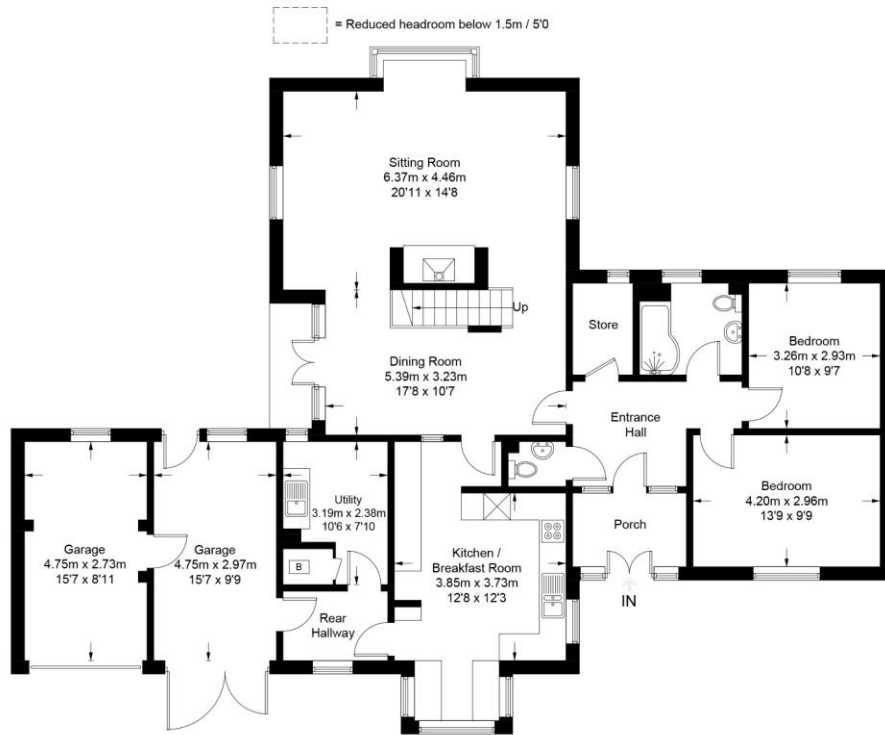 = Reduced headroom below 1.5m / 5'0
Sitting Room
6.37m x 4.46m
20'11 x 14'8
Up
Store
Dining Room
5.39m x 3.23m
17'8 x 10'7
Bedroom
3.26m x 2.93m
10'8 x 9'7
Entrance
Hall
Bedroom
4.20m x 2.96m
13'9 x 9'9
Utility
3.19m x 2.38m
10'6 x 7'10
Porch
Garage
4.75m x 2.73m
15'7 x 8'11
Garage
4.75m x 2.97m
15'7 x 9'9
B
Kitchen /
Breakfast Room
3.85m x 3.73m
12'8 x 12'3
Rear
Hallway
IN